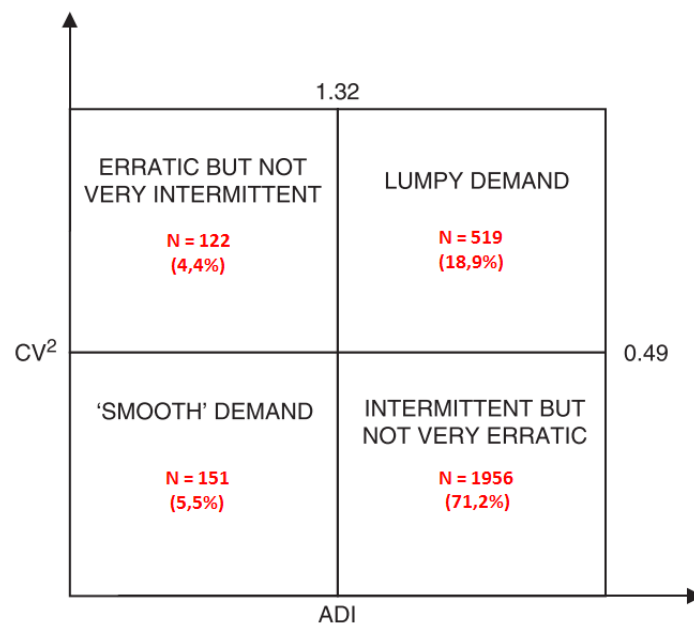 1.32
ERRATIC BUT NOT
VERY INTERMITTENT
N = 122
(4,4%)
LUMPY DEMAND
N = 519
(18,9%)
CV²
0.49
‘SMOOTH’ DEMAND
N = 151
(5,5%)
INTERMITTENT BUT
NOT VERY ERRATIC
N = 1956
(71,2%)
ADI